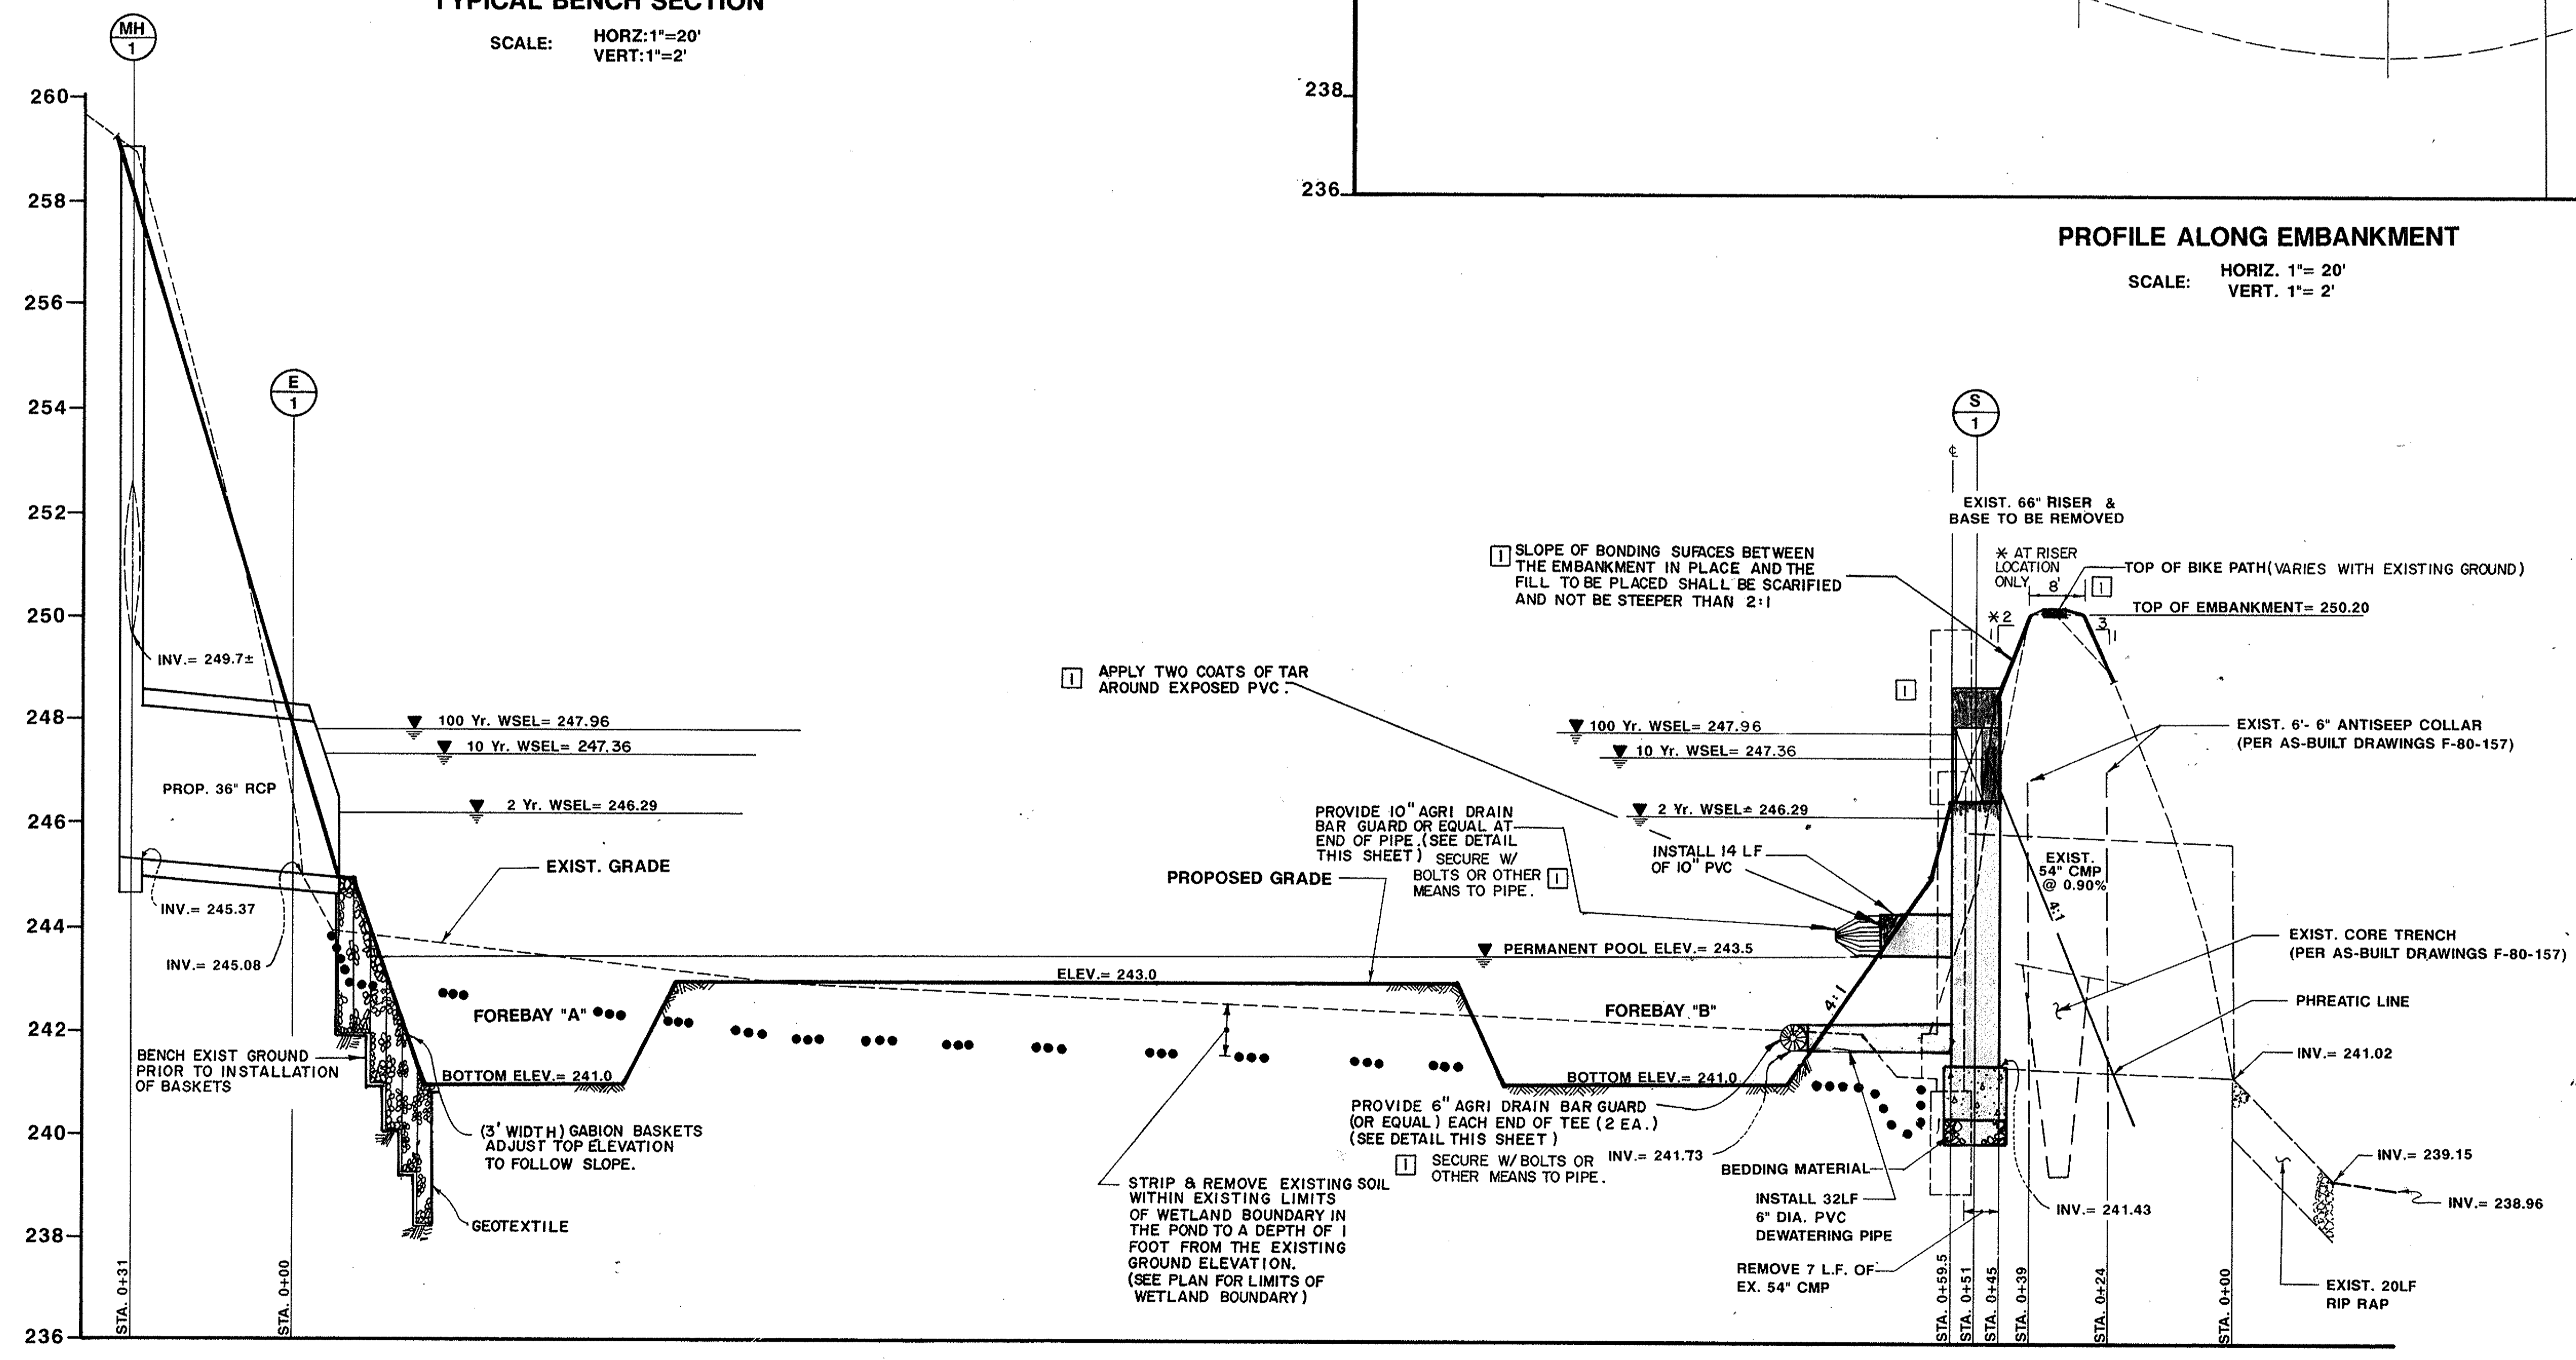 TYPICAL BENCH SECTION
SCALE: HORZ:1"=20'
VERT:1"=2'
MH
1
E
1
260
258
256
254
252
250
248
246
244
242
240
238
236
238
236
PROFILE ALONG EMBANKMENT
SCALE: HORIZ. 1"= 20'
VERT. 1"= 2'
INV.= 249.7±
100 Yr. WSEL= 247.96
10 Yr. WSEL= 247.36
2 Yr. WSEL= 246.29
PROP. 36" RCP
EXIST. GRADE
INV.= 245.37
INV.= 245.08
FOREBAY "A"
BENCH EXIST GROUND
PRIOR TO INSTALLATION
OF BASKETS
BOTTOM ELEV.= 241.0
(3' WIDTH) GABION BASKETS
ADJUST TOP ELEVATION
TO FOLLOW SLOPE.
GEOTEXTILE
STA. 0+31
STA. 0+00
1
APPLY TWO COATS OF TAR
AROUND EXPOSED PVC.
PROPOSED GRADE
ELEV.= 243.0
PROVIDE 10" AGRI DRAIN
BAR GUARD OR EQUAL AT
END OF PIPE.(SEE DETAIL
THIS SHEET) SECURE W/
BOLTS OR OTHER
MEANS TO PIPE.
1
STRIP & REMOVE EXISTING SOIL
WITHIN EXISTING LIMITS
OF WETLAND BOUNDARY IN
THE POND TO A DEPTH OF 1
FOOT FROM THE EXISTING
GROUND ELEVATION.
(SEE PLAN FOR LIMITS OF
WETLAND BOUNDARY)
S
1
℄
EXIST. 66" RISER &
BASE TO BE REMOVED
1
SLOPE OF BONDING SUFACES BETWEEN
THE EMBANKMENT IN PLACE AND THE
FILL TO BE PLACED SHALL BE SCARIFIED
AND NOT BE STEEPER THAN 2:1
* AT RISER
LOCATION
ONLY
8'
1
TOP OF BIKE PATH(VARIES WITH EXISTING GROUND)
TOP OF EMBANKMENT= 250.20
*2
1
3
1
1
100 Yr. WSEL= 247.96
10 Yr. WSEL= 247.36
2 Yr. WSEL= 246.29
EXIST. 6'- 6" ANTISEEP COLLAR
(PER AS-BUILT DRAWINGS F-80-157)
INSTALL 14 LF
OF 10" PVC
EXIST.
54" CMP
@ 0.90%
4:1
PERMANENT POOL ELEV.= 243.5
EXIST. CORE TRENCH
(PER AS-BUILT DRAWINGS F-80-157)
PHREATIC LINE
FOREBAY "B"
4:1
BOTTOM ELEV.= 241.0
INV.= 241.02
PROVIDE 6" AGRI DRAIN BAR GUARD
(OR EQUAL) EACH END OF TEE (2 EA.)
(SEE DETAIL THIS SHEET)
1
SECURE W/BOLTS OR
OTHER MEANS TO PIPE.
INV.= 241.73
BEDDING MATERIAL
INSTALL 32LF
6" DIA. PVC
DEWATERING PIPE
REMOVE 7 L.F. OF
EX. 54" CMP
INV.= 241.43
INV.= 239.15
INV.= 238.96
EXIST. 20LF
RIP RAP
STA. 0+59.5
STA. 0+51
STA. 0+45
STA. 0+39
STA. 0+24
STA. 0+00